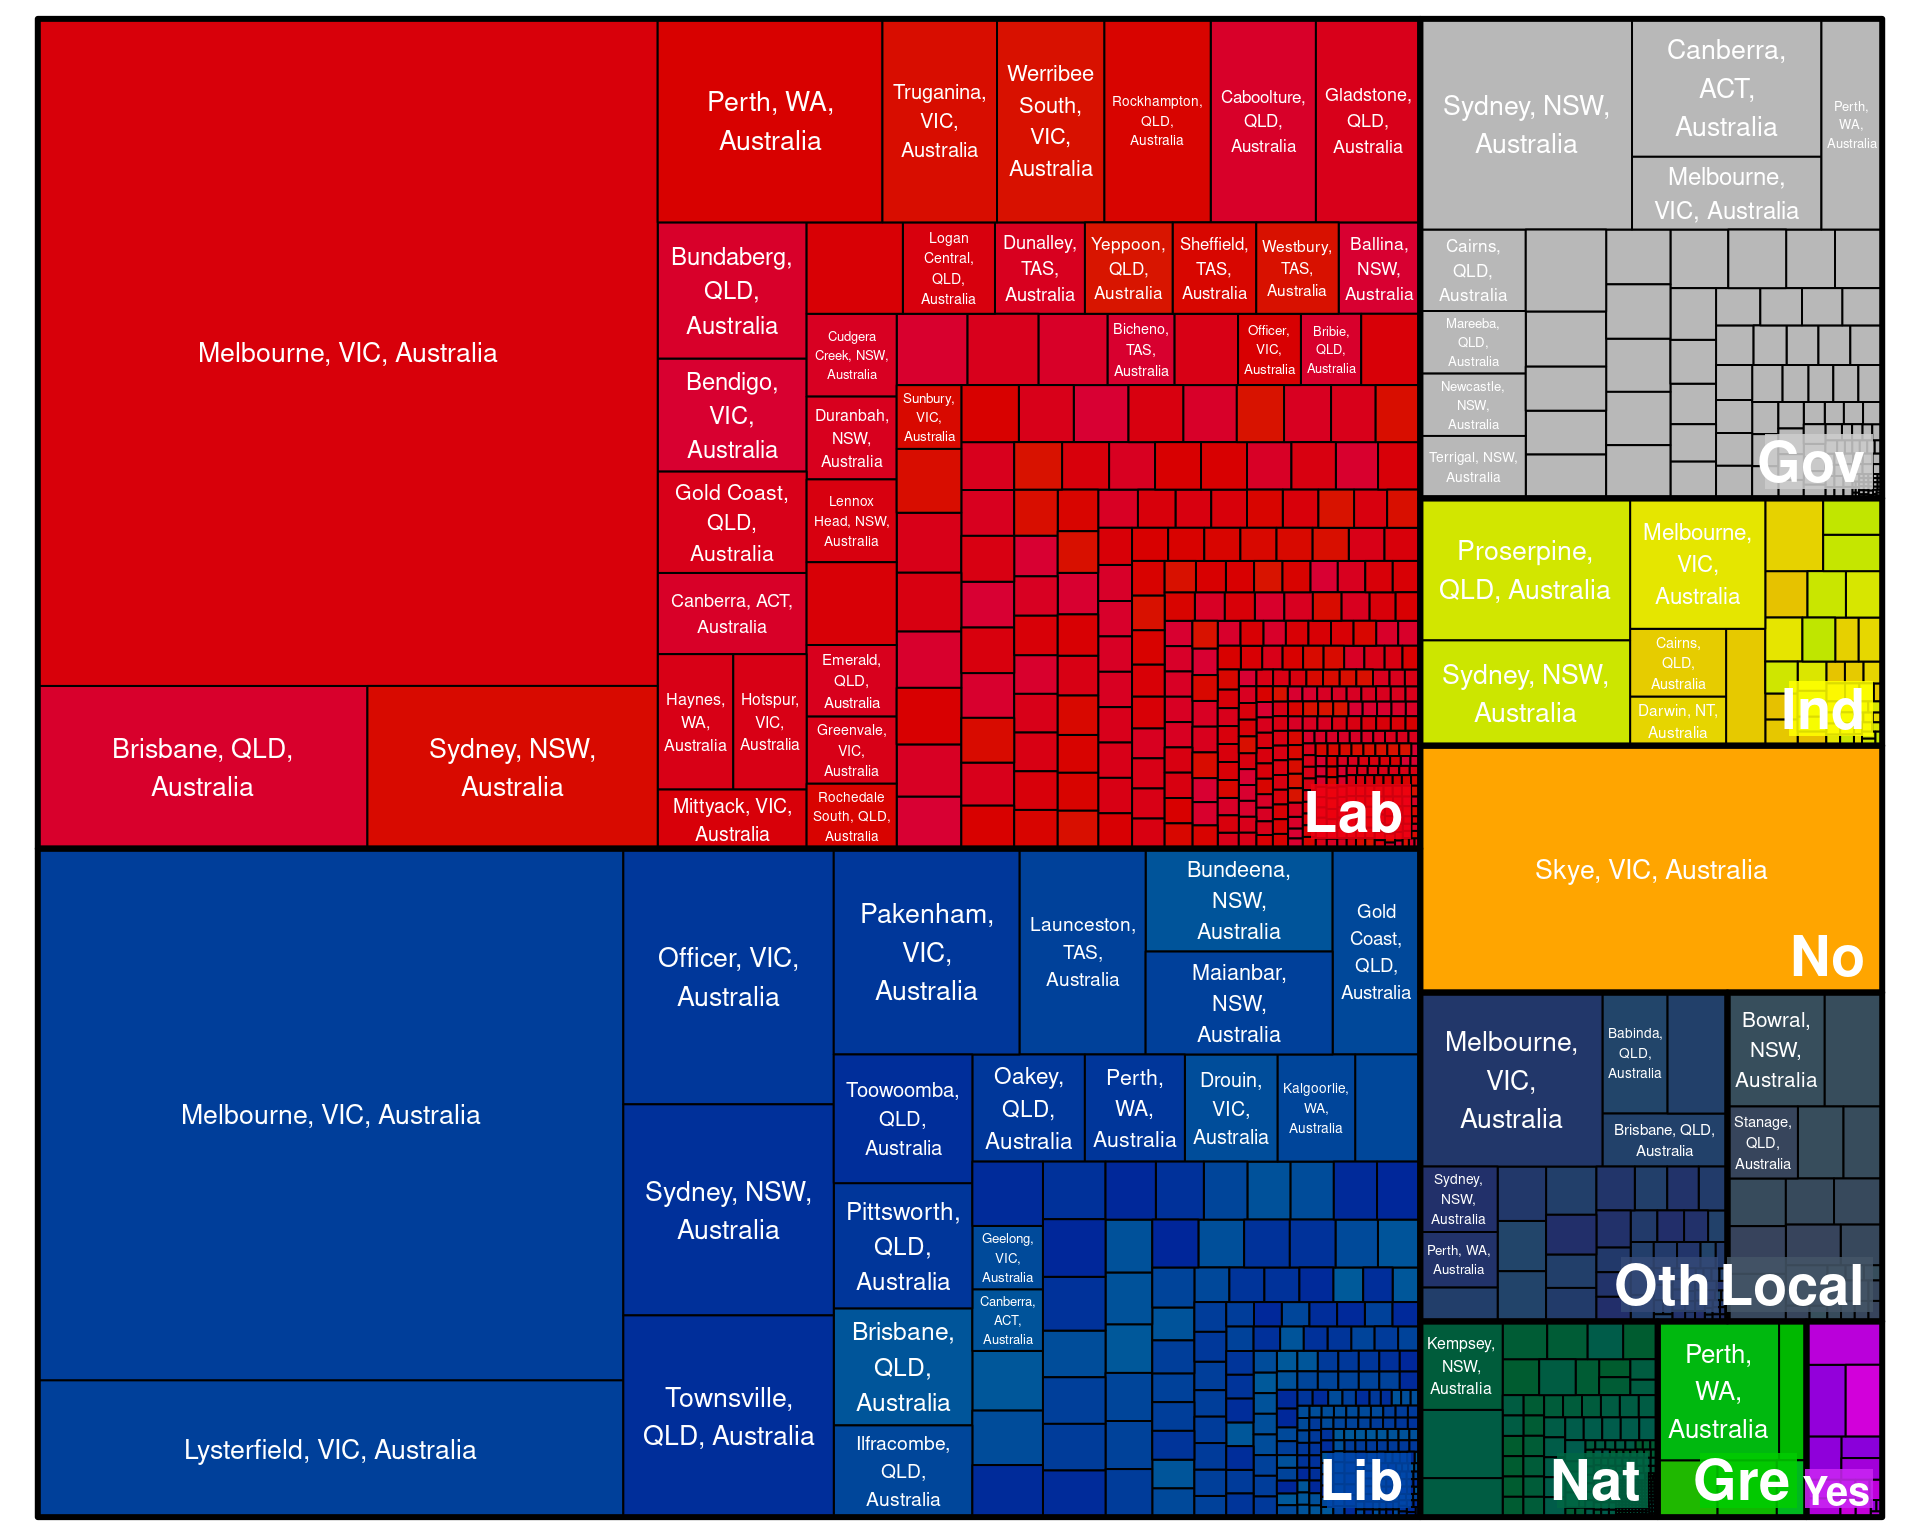 Melbourne, VIC, Australia
Brisbane, QLD,
Australia
Sydney, NSW,
Australia
Perth, WA,
Australia
Truganina,
VIC,
Australia
Werribee
South,
VIC,
Australia
Rockhampton,
QLD,
Australia
Caboolture,
QLD,
Australia
Gladstone,
QLD,
Australia
Bundaberg,
QLD,
Australia
Bendigo,
VIC,
Australia
Gold Coast,
QLD,
Australia
Canberra, ACT,
Australia
Haynes,
WA,
Australia
Hotspur,
VIC,
Australia
Mittyack, VIC,
Australia
Logan
Central,
QLD,
Australia
Dunalley,
TAS,
Australia
Yeppoon,
QLD,
Australia
Sheffield,
TAS,
Australia
Westbury,
TAS,
Australia
Ballina,
NSW,
Australia
Cudgera
Creek, NSW,
Australia
Duranbah,
NSW,
Australia
Lennox
Head, NSW,
Australia
Emerald,
QLD,
Australia
Greenvale,
VIC,
Australia
Rochedale
South, QLD,
Australia
Bicheno,
TAS,
Australia
Officer,
VIC,
Australia
Bribie,
QLD,
Australia
Sunbury,
VIC,
Australia
Lab
Melbourne, VIC, Australia
Lysterfield, VIC, Australia
Officer, VIC,
Australia
Sydney, NSW,
Australia
Townsville,
QLD, Australia
Pakenham,
VIC,
Australia
Launceston,
TAS,
Australia
Bundeena,
NSW,
Australia
Maianbar,
NSW,
Australia
Gold
Coast,
QLD,
Australia
Toowoomba,
QLD,
Australia
Pittsworth,
QLD,
Australia
Brisbane,
QLD,
Australia
Ilfracombe,
QLD,
Australia
Oakey,
QLD,
Australia
Perth,
WA,
Australia
Drouin,
VIC,
Australia
Kalgoorlie,
WA,
Australia
Geelong,
VIC,
Australia
Canberra,
ACT,
Australia
Lib
Sydney, NSW,
Australia
Canberra,
ACT,
Australia
Melbourne,
VIC, Australia
Perth,
WA,
Australia
Cairns,
QLD,
Australia
Mareeba,
QLD,
Australia
Newcastle,
NSW,
Australia
Terrigal, NSW,
Australia
Gov
Proserpine,
QLD, Australia
Sydney, NSW,
Australia
Melbourne,
VIC,
Australia
Cairns,
QLD,
Australia
Darwin, NT,
Australia
Ind
Skye, VIC, Australia
No
Melbourne,
VIC,
Australia
Babinda,
QLD,
Australia
Brisbane, QLD,
Australia
Sydney,
NSW,
Australia
Perth, WA,
Australia
Oth
Bowral,
NSW,
Australia
Stanage,
QLD,
Australia
Local
Kempsey,
NSW,
Australia
Nat
Perth,
WA,
Australia
Gre
Yes